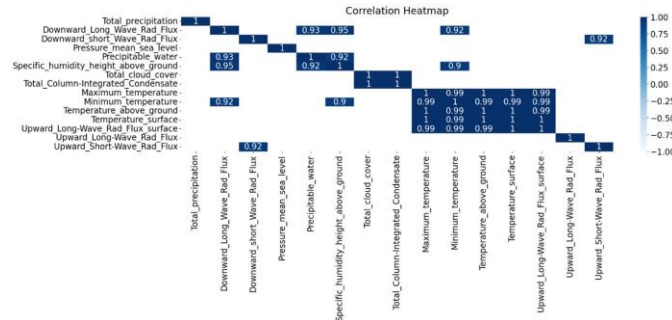 Correlation Heatmap
Total_precipitation 1
Downward_Long_Wave_Rad_Flux 1 0.93 0.95 0.92
Downward_short_Wave_Rad_Flux 1 0.92
Pressure_mean_sea_level 1
Precipitable_water 0.93 1 0.92
Specific_humidity_height_above_ground 0.95 0.92 1 0.9
Total_cloud_cover 1 1
Total_Column-Integrated_Condensate 1 1
Maximum_temperature 1 0.99 1 1 0.99
Minimum_temperature 0.92 0.9 0.99 1 0.99 0.99 0.99
Temperature_above_ground 1 0.99 1 1 0.99
Temperature_surface 1 0.99 1 1 1
Upward_Long-Wave_Rad_Flux_surface 0.99 0.99 0.99 1 1
Upward_Long-Wave_Rad_Flux 1
Upward_Short-Wave_Rad_Flux 0.92 1
Total_precipitation
Downward_Long_Wave_Rad_Flux
Downward_short_Wave_Rad_Flux
Pressure_mean_sea_level
Precipitable_water
Specific_humidity_height_above_ground
Total_cloud_cover
Total_Column-Integrated_Condensate
Maximum_temperature
Minimum_temperature
Temperature_above_ground
Temperature_surface
Upward_Long-Wave_Rad_Flux_surface
Upward_Long-Wave_Rad_Flux
Upward_Short-Wave_Rad_Flux
1.00
0.75
0.50
0.25
0.00
−0.25
−0.50
−0.75
−1.00